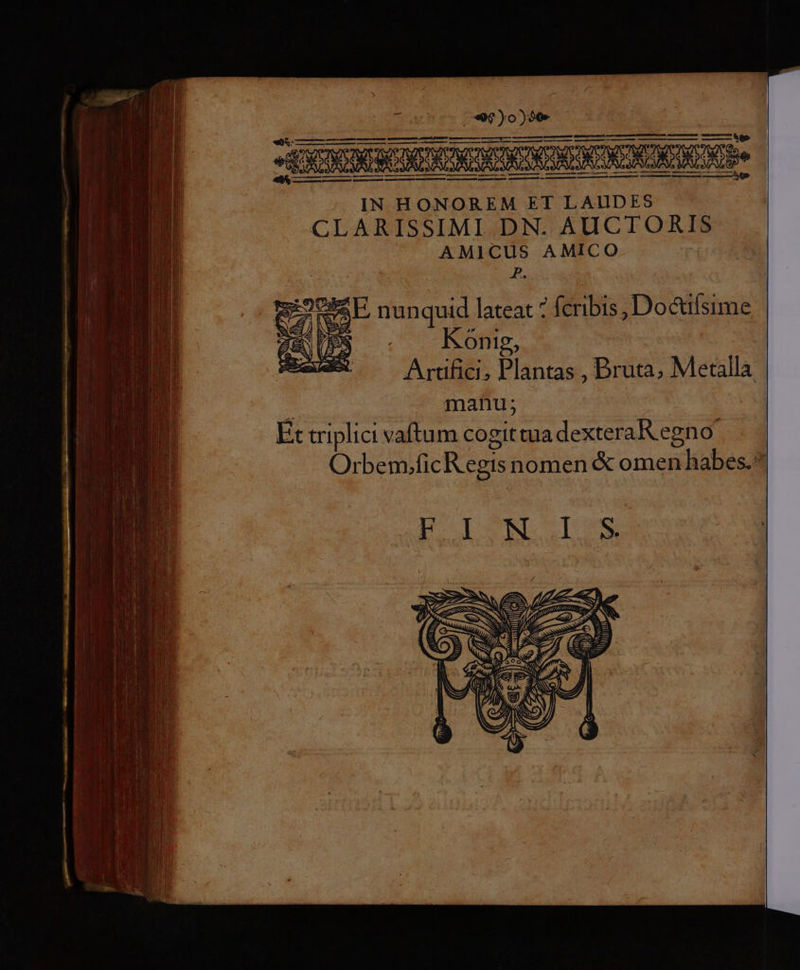 )o)
IN HONOREM ET LAUDES
CLARISSIMI DN. AUCTORIS
AMICUS AMICO
P.
E nunquid lateat ? ſcribis, Doctiſsime
König,
Artifici, Plantas, Bruta, Metalla
manu;
Et triplici vaſtum cogit tua dextera Regno
Orbem, ſic Regis nomen & omen habes.
FINIS.